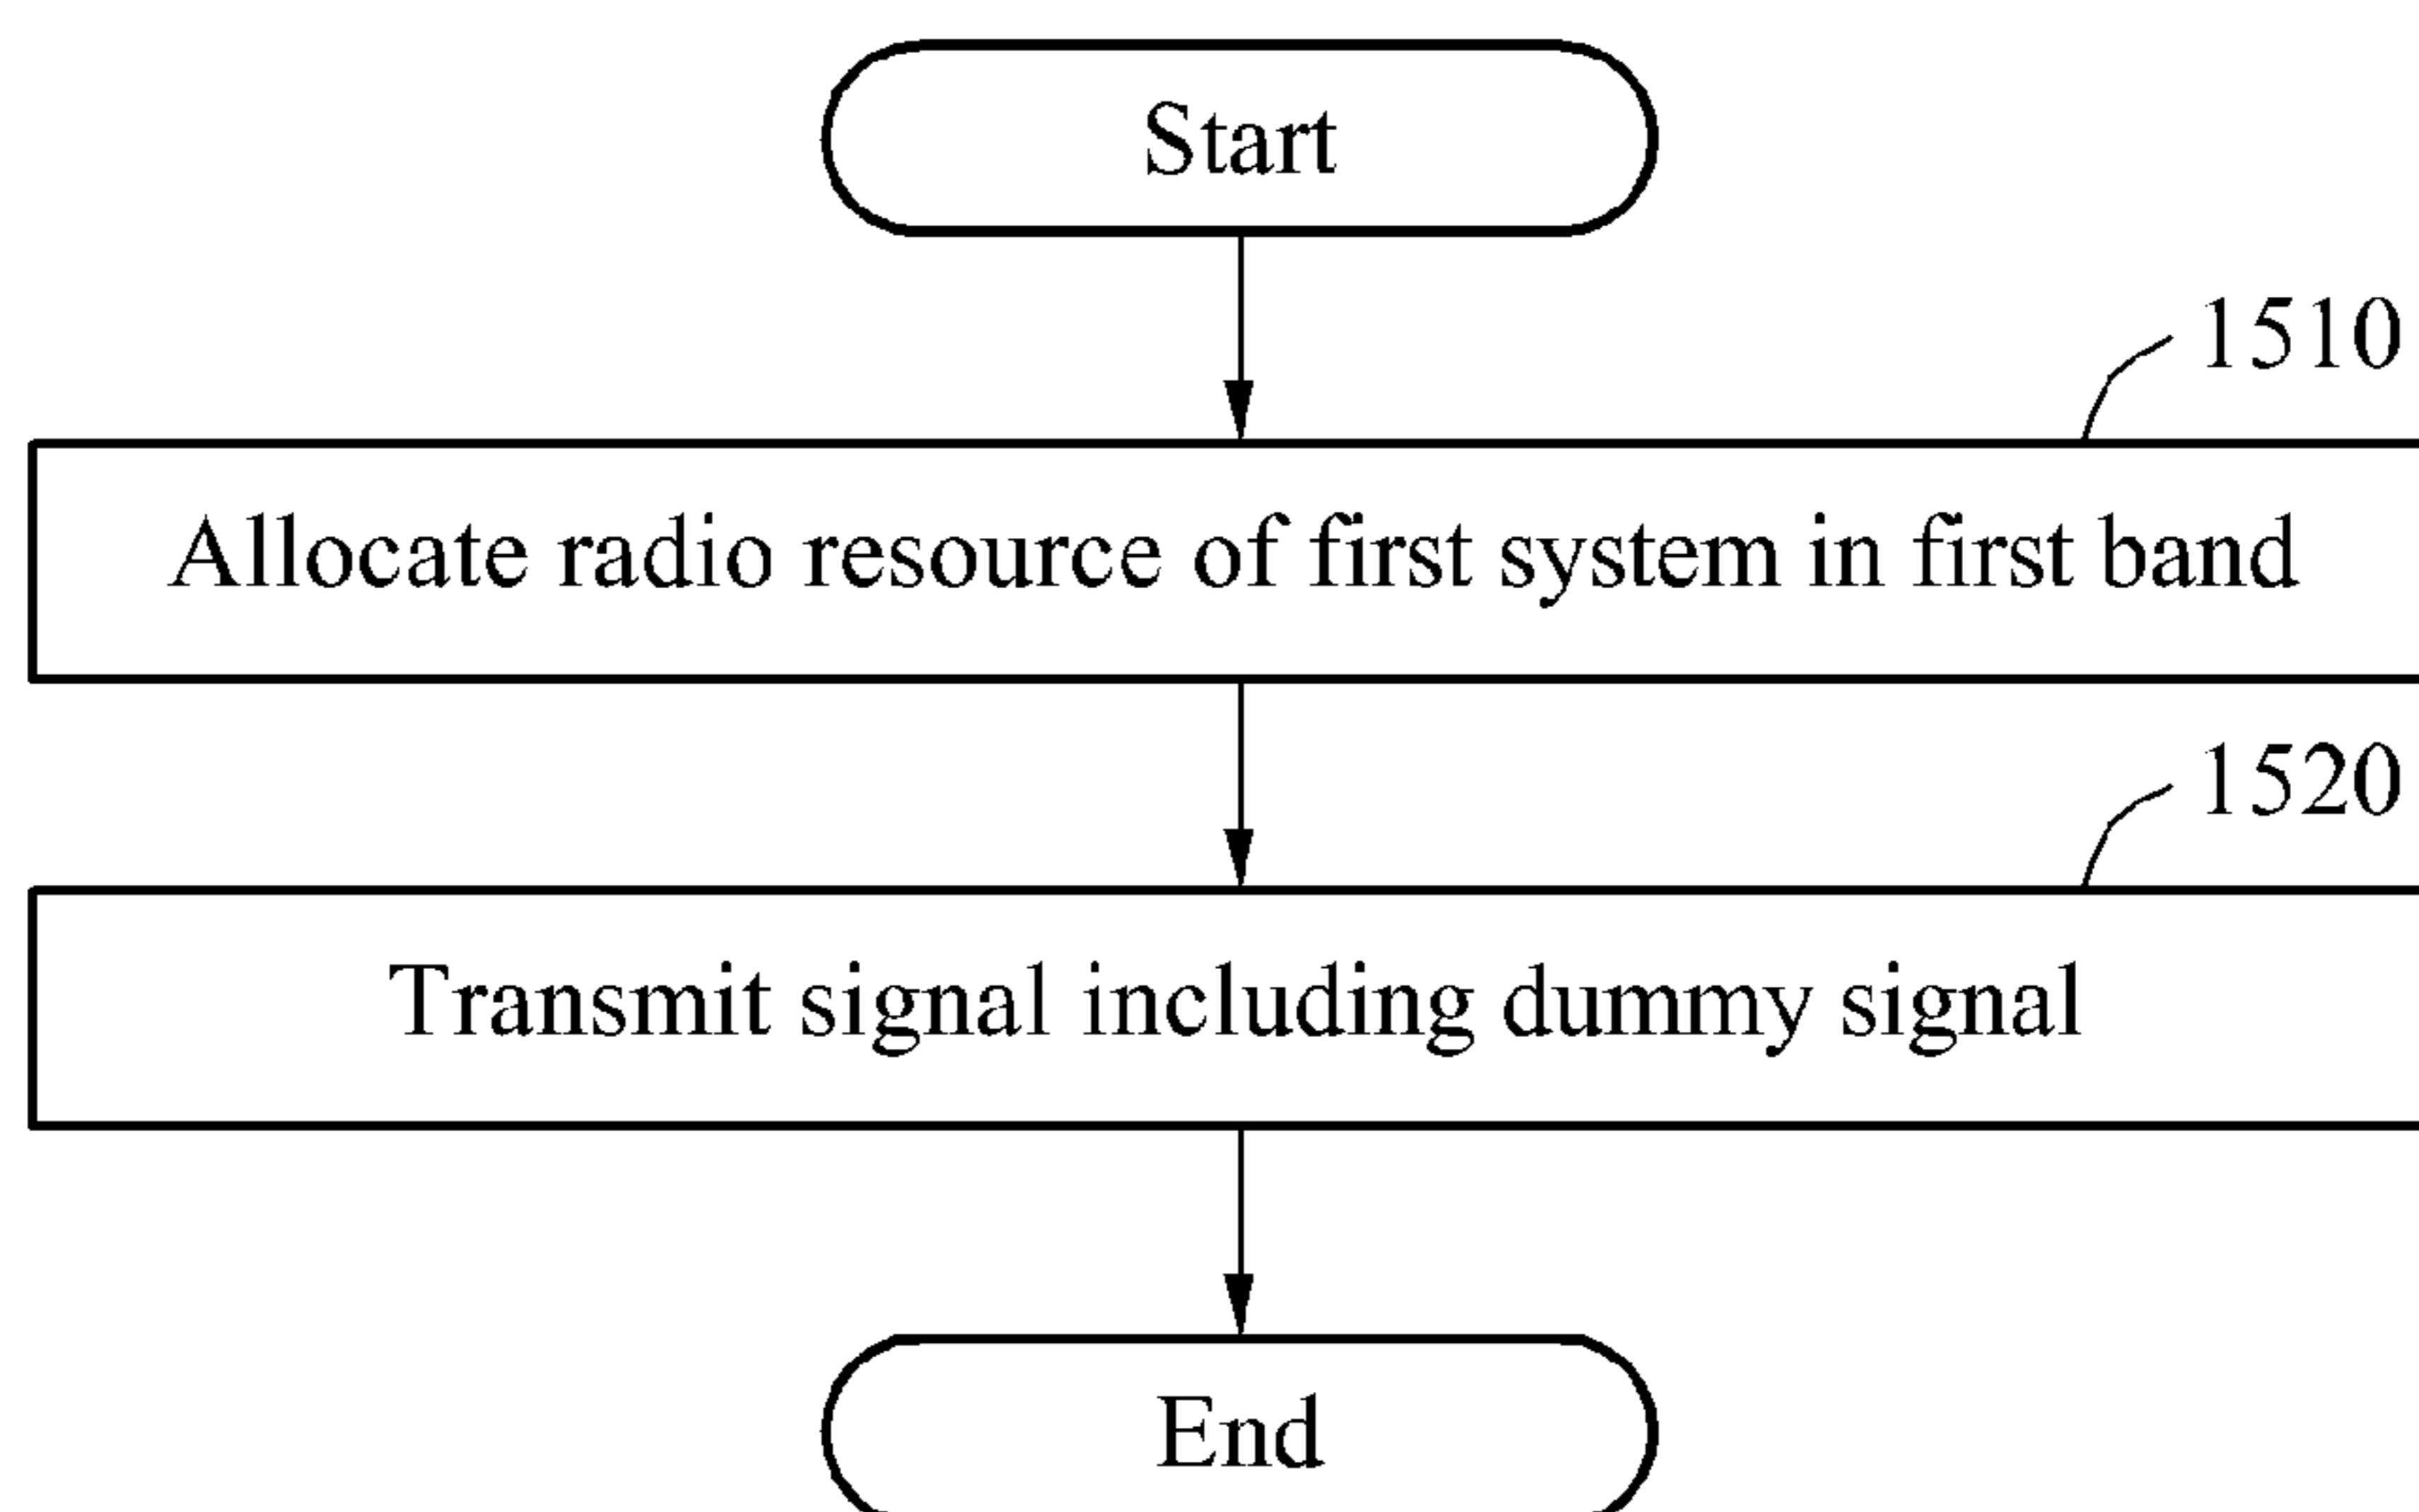 Start
1510
Allocate radio resource of first system in first band
1520
Transmit signal including dummy signal
End